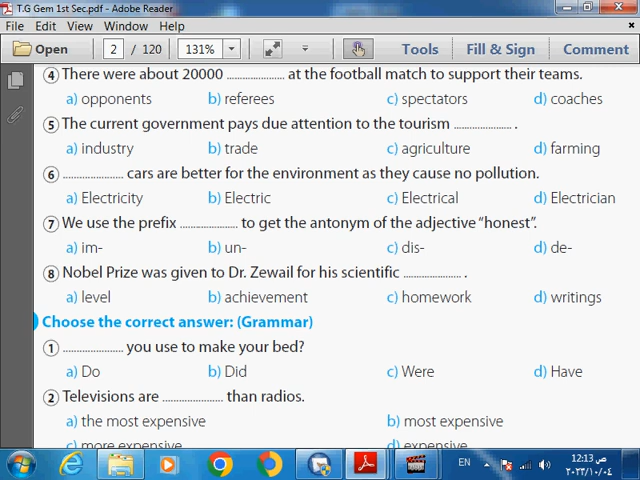 T.G Gem 1st Sec.pdf - Adobe Reader
File Edit View Window Help
Open 2 / 120 131% Tools Fill & Sign Comment
4 There were about 20000 ...................... at the football match to support their teams.
a) opponents b) referees c) spectators d) coaches
5 The current government pays due attention to the tourism ...................... .
a) industry b) trade c) agriculture d) farming
6 ...................... cars are better for the environment as they cause no pollution.
a) Electricity b) Electric c) Electrical d) Electrician
7 We use the prefix ...................... to get the antonym of the adjective “honest”.
a) im- b) un- c) dis- d) de-
8 Nobel Prize was given to Dr. Zewail for his scientific ...................... .
a) level b) achievement c) homework d) writings
Choose the correct answer: (Grammar)
1 ...................... you use to make your bed?
a) Do b) Did c) Were d) Have
2 Televisions are ...................... than radios.
a) the most expensive b) most expensive
c) more expensive d) expensive
EN 12:13 ص
٢٠٢٣/١٠/٠٤